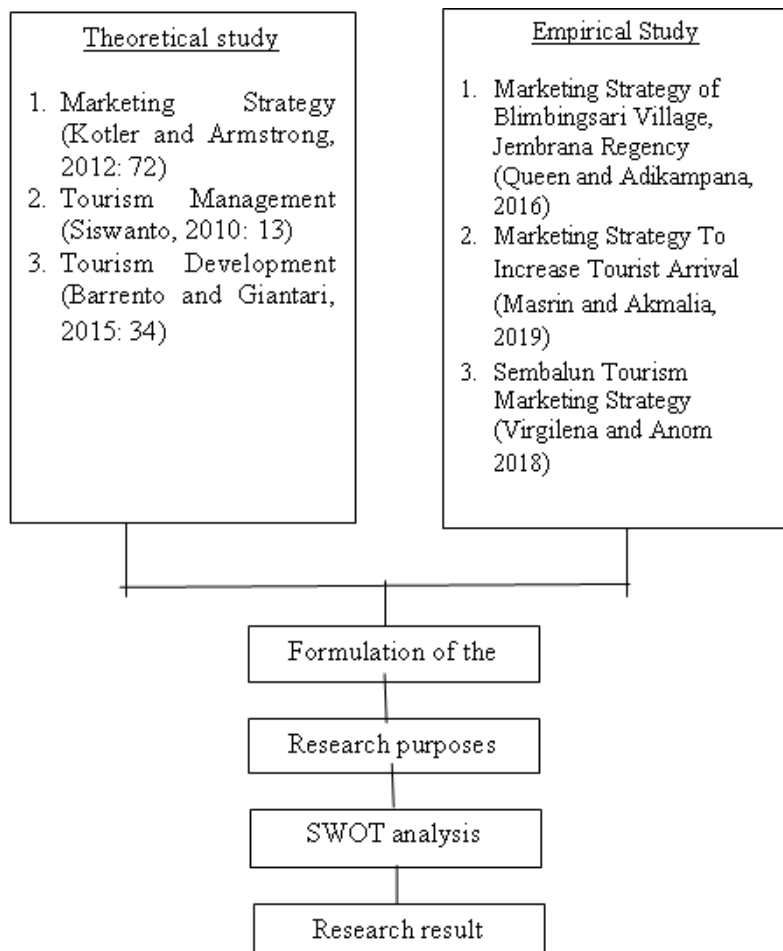 Theoretical study
1. Marketing Strategy
(Kotler and Armstrong,
2012: 72)
2. Tourism Management
(Siswanto, 2010: 13)
3. Tourism Development
(Barrento and Giantari,
2015: 34)
Empirical Study
1. Marketing Strategy of
Blimbingsari Village,
Jembrana Regency
(Queen and Adikampana,
2016)
2. Marketing Strategy To
Increase Tourist Arrival
(Masrin and Akmalia,
2019)
3. Sembalun Tourism
Marketing Strategy
(Virgilena and Anom
2018)
Formulation of the
Research purposes
SWOT analysis
Research result